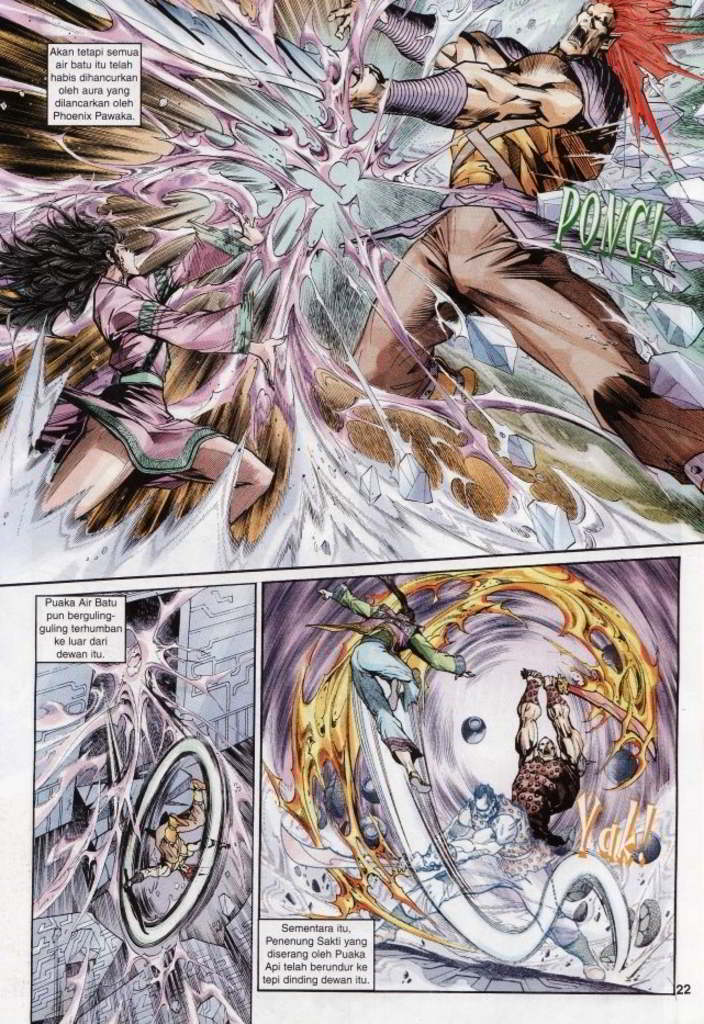 Akan tetapi semua
air batu itu telah
habis dihancurkan
oleh aura yang
dilancarkan oleh
Phoenix Pawaka.
PONG!
Puaka Air Batu
pun berguling-
guling terhumban
ke luar dari
dewan itu.
Yak!
Sementara itu,
Penenung Sakti yang
diserang oleh Puaka
Api telah berundur ke
tepi dinding dewan itu.
22